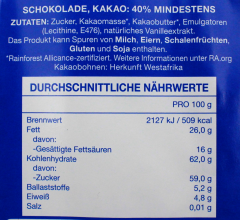 SCHOKOLADE, KAKAO: 40% MINDESTENS
ZUTATEN: Zucker, Kakaomasse*, Kakaobutter*, Emulgatoren
(Lecithine, E476), natürliches Vanilleextrakt.
Das Produkt kann Spuren von Milch, Eiern, Schalenfrüchten,
Gluten und Soja enthalten.
*Rainforest Alliance-zertifiziert. Weitere Informationen unter RA.org
Kakaobohnen: Herkunft Westafrika
DURCHSCHNITTLICHE NÄHRWERTE
PRO 100 g
Brennwert 2127 kJ / 509 kcal
Fett 26,0 g
davon:
-Gesättigte Fettsäuren 16 g
Kohlenhydrate 62,0 g
davon:
-Zucker 59,0 g
Ballaststoffe 5,2 g
Eiweiß 4,8 g
Salz 0,01 g